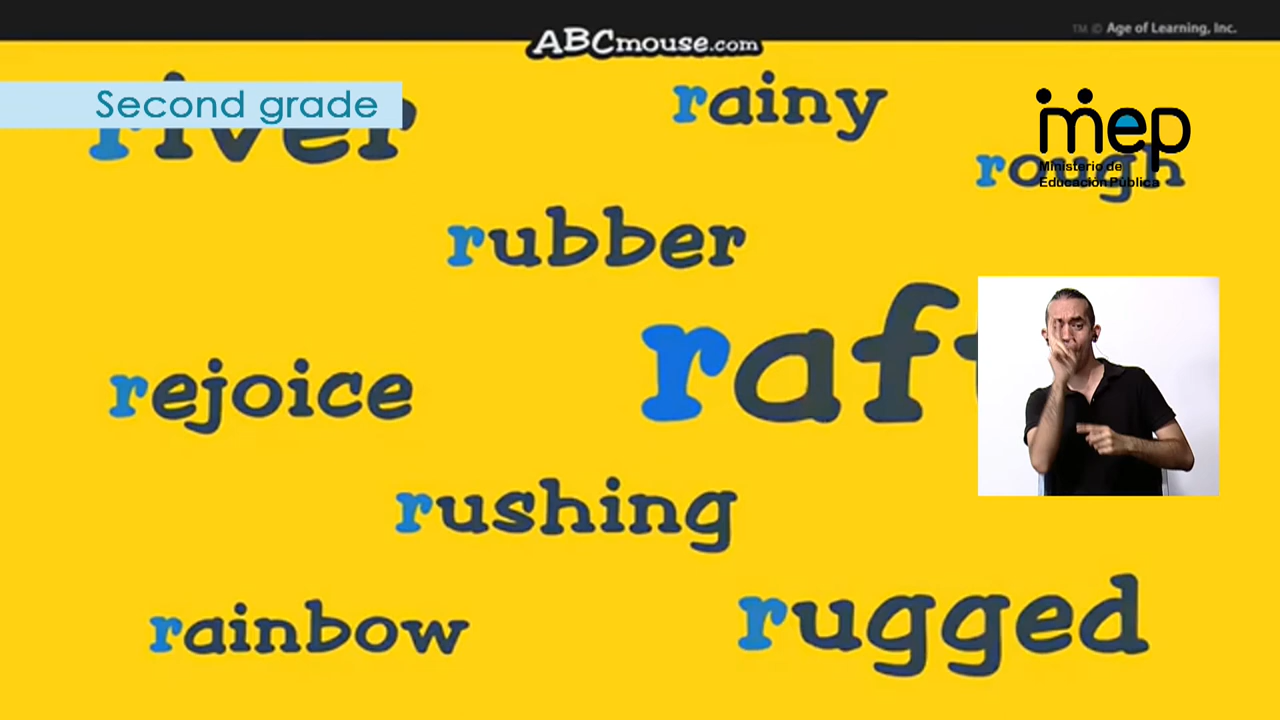 ABCmouse.com
TM © Age of Learning, Inc.
Second grade
river
rainy
mep
Ministerio de
Educación Pública
rough
rubber
raft
rejoice
rushing
rainbow
rugged